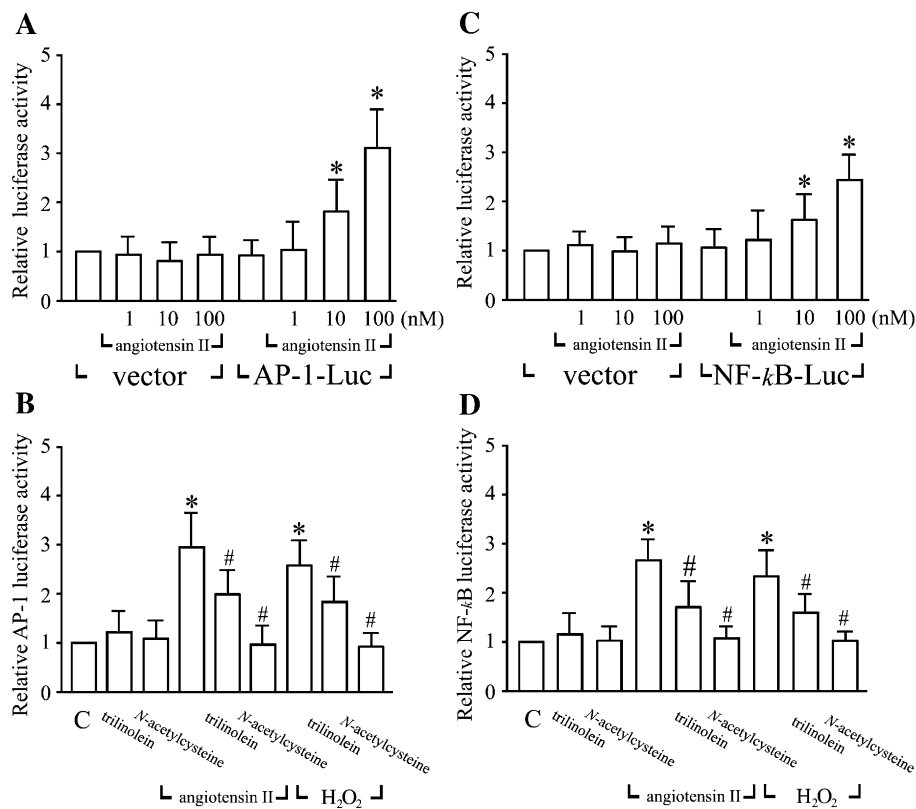 A
Relative luciferase activity
5
4
3
2
1
0
*
*
1 10 100 1 10 100 (nM)
angiotensin II angiotensin II
vector AP-1-Luc
C
Relative luciferase activity
5
4
3
2
1
0
*
*
1 10 100 1 10 100 (nM)
angiotensin II angiotensin II
vector NF-kB-Luc
B
Relative AP-1 luciferase activity
5
4
3
2
1
0
* # # * # #
C trilinolein N-acetylcysteine trilinolein N-acetylcysteine trilinolein N-acetylcysteine
angiotensin II H₂O₂
D
Relative NF-kB luciferase activity
5
4
3
2
1
0
* # # * # #
C trilinolein N-acetylcysteine trilinolein N-acetylcysteine trilinolein N-acetylcysteine
angiotensin II H₂O₂